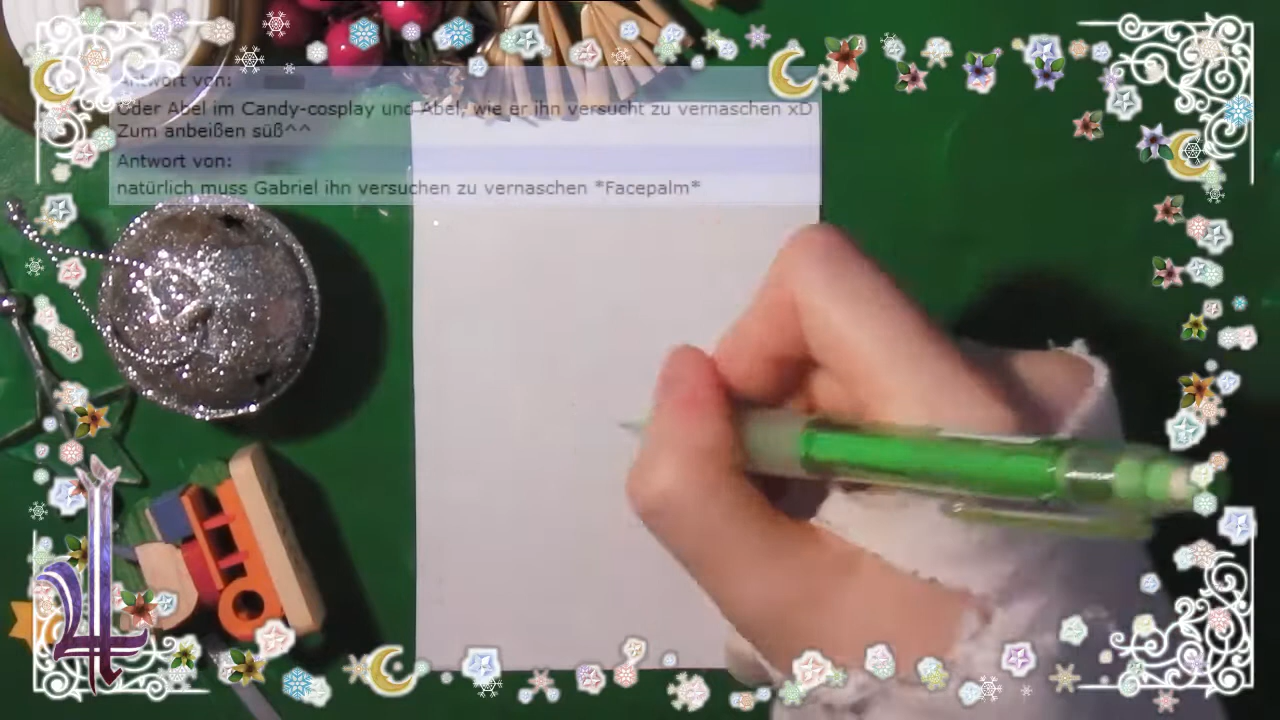 Antwort von:
Oder Abel im Candy-cosplay und Abel, wie er ihn versucht zu vernaschen xD
Zum anbeißen süß^^
Antwort von:
natürlich muss Gabriel ihn versuchen zu vernaschen *Facepalm*
4